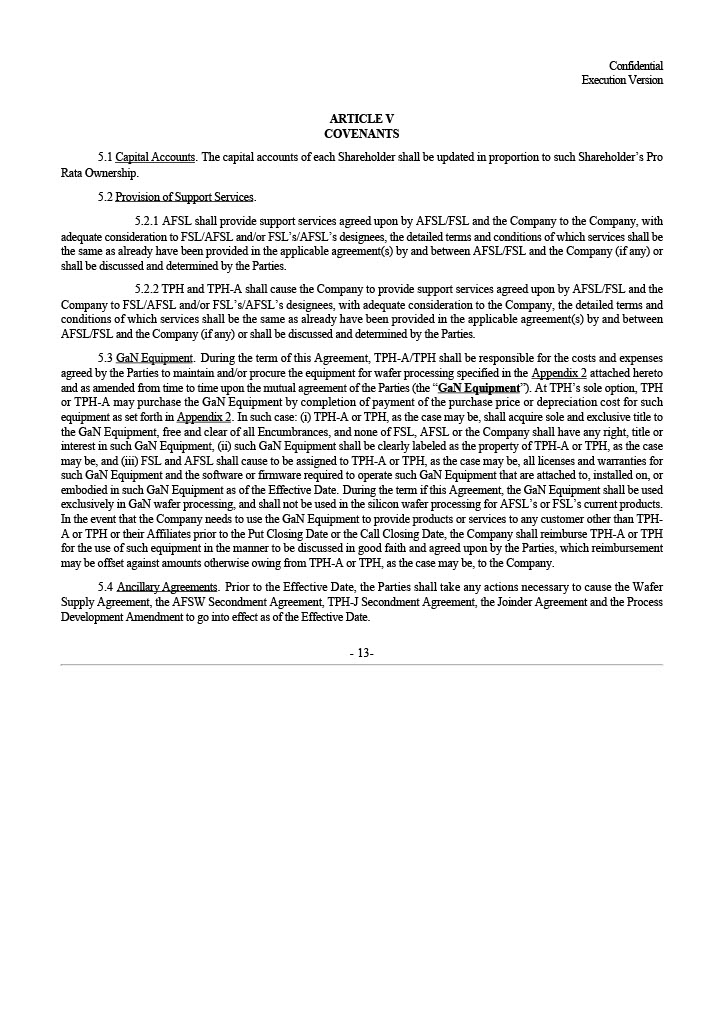 Confidential
Execution Version
ARTICLE V
COVENANTS
5.1 Capital Accounts. The capital accounts of each Shareholder shall be updated in proportion to such Shareholder's Pro
Rata Ownership.
5.2 Provision of Support Services.
5.2.1 AFSL shall provide support services agreed upon by AFSL/FSL and the Company to the Company, with
adequate consideration to FSL/AFSL and/or FSL's/AFSL's designees, the detailed terms and conditions of which services shall be
the same as already have been provided in the applicable agreement(s) by and between AFSL/FSL and the Company (if any) or
shall be discussed and determined by the Parties.
5.2.2 TPH and TPH-A shall cause the Company to provide support services agreed upon by AFSL/FSL and the
Company to FSL/AFSL and/or FSL's/AFSL's designees, with adequate consideration to the Company, the detailed terms and
conditions of which services shall be the same as already have been provided in the applicable agreement(s) by and between
AFSL/FSL and the Company (if any) or shall be discussed and determined by the Parties.
5.3 GaN Equipment. During the term of this Agreement, TPH-A/TPH shall be responsible for the costs and expenses
agreed by the Parties to maintain and/or procure the equipment for wafer processing specified in the Appendix 2 attached hereto
and as amended from time to time upon the mutual agreement of the Parties (the "GaN Equipment"). At TPH's sole option, TPH
or TPH-A may purchase the GaN Equipment by completion of payment of the purchase price or depreciation cost for such
equipment as set forth in Appendix 2. In such case: (i) TPH-A or TPH, as the case may be, shall acquire sole and exclusive title to
the GaN Equipment, free and clear of all Encumbrances, and none of FSL, AFSL or the Company shall have any right, title or
interest in such GaN Equipment, (ii) such GaN Equipment shall be clearly labeled as the property of TPH-A or TPH, as the case
may be, and (iii) FSL and AFSL shall cause to be assigned to TPH-A or TPH, as the case may be, all licenses and warranties for
such GaN Equipment and the software or firmware required to operate such GaN Equipment that are attached to, installed on, or
embodied in such GaN Equipment as of the Effective Date. During the term if this Agreement, the GaN Equipment shall be used
exclusively in GaN wafer processing, and shall not be used in the silicon wafer processing for AFSL's or FSL's current products.
In the event that the Company needs to use the GaN Equipment to provide products or services to any customer other than TPH-
A or TPH or their Affiliates prior to the Put Closing Date or the Call Closing Date, the Company shall reimburse TPH-A or TPH
for the use of such equipment in the manner to be discussed in good faith and agreed upon by the Parties, which reimbursement
may be offset against amounts otherwise owing from TPH-A or TPH, as the case may be, to the Company.
5.4 Ancillary Agreements. Prior to the Effective Date, the Parties shall take any actions necessary to cause the Wafer
Supply Agreement, the AFSW Secondment Agreement, TPH-J Secondment Agreement, the Joinder Agreement and the Process
Development Amendment to go into effect as of the Effective Date.
- 13-